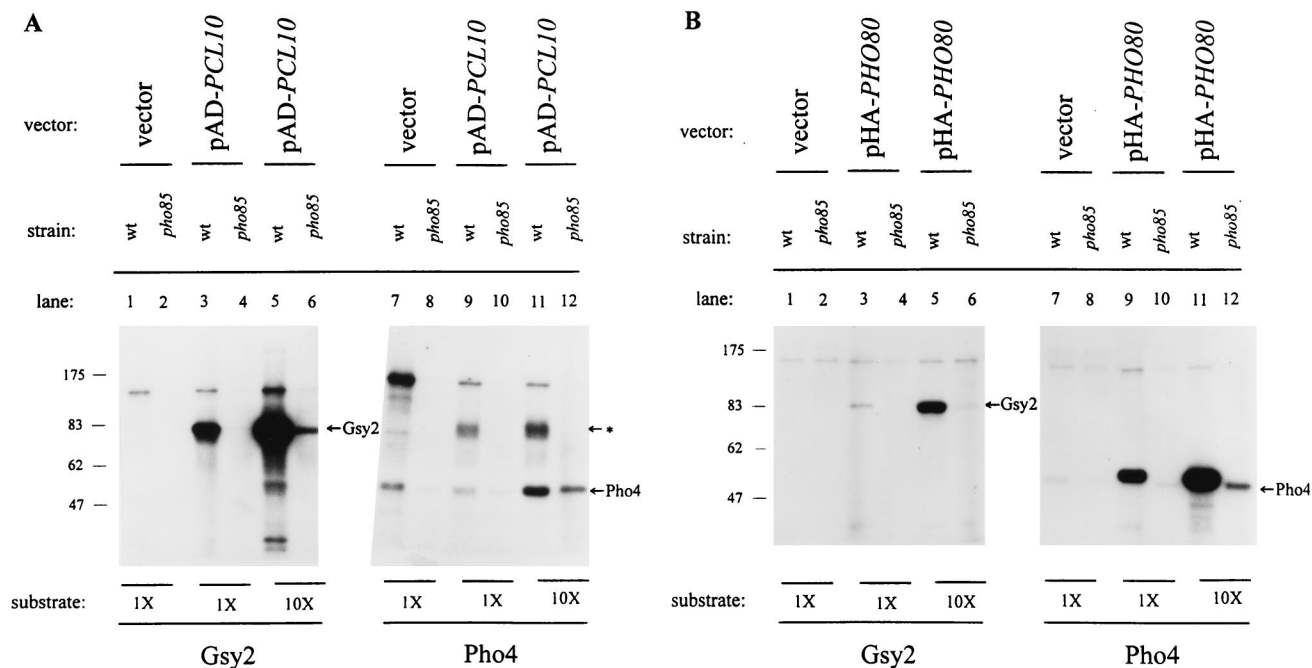 A
vector:
vector
pAD-PCL10
pAD-PCL10
vector
pAD-PCL10
pAD-PCL10
strain:
wt pho85 wt pho85 wt pho85 wt pho85 wt pho85 wt pho85
lane: 1 2 3 4 5 6 7 8 9 10 11 12
175 —
83 — ←Gsy2 ←*
62 —
47 — ←Pho4
substrate: 1X 1X 10X 1X 1X 10X
Gsy2 Pho4
B
vector:
vector
pHA-PHO80
pHA-PHO80
vector
pHA-PHO80
pHA-PHO80
strain:
wt pho85 wt pho85 wt pho85 wt pho85 wt pho85 wt pho85
lane: 1 2 3 4 5 6 7 8 9 10 11 12
175 —
83 — ←Gsy2
62 —
47 — ←Pho4
substrate: 1X 1X 10X 1X 1X 10X
Gsy2 Pho4